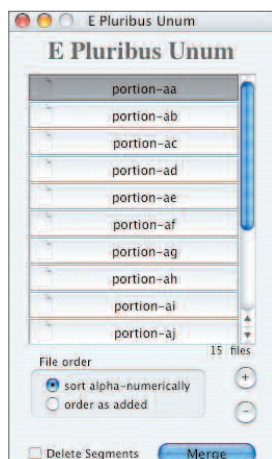 E Pluribus Unum
E Pluribus Unum
portion-aa
portion-ab
portion-ac
portion-ad
portion-ae
portion-af
portion-ag
portion-ah
portion-ai
portion-aj
15 files
File order
sort alpha-numerically
order as added
+
−
Delete Segments
Merge